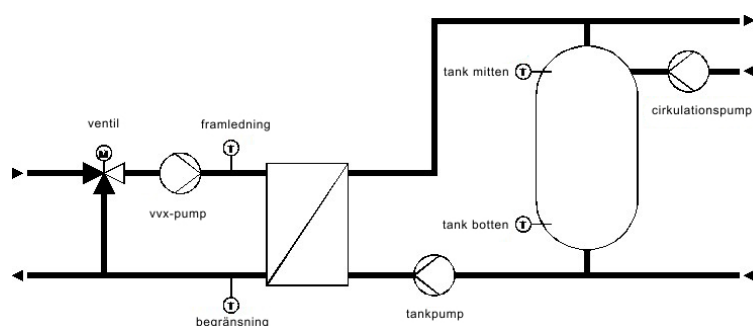 tank mitten
T
cirkulationspump
ventil
M
framledning
T
vvx-pump
tank botten
T
T
begränsning
tankpump